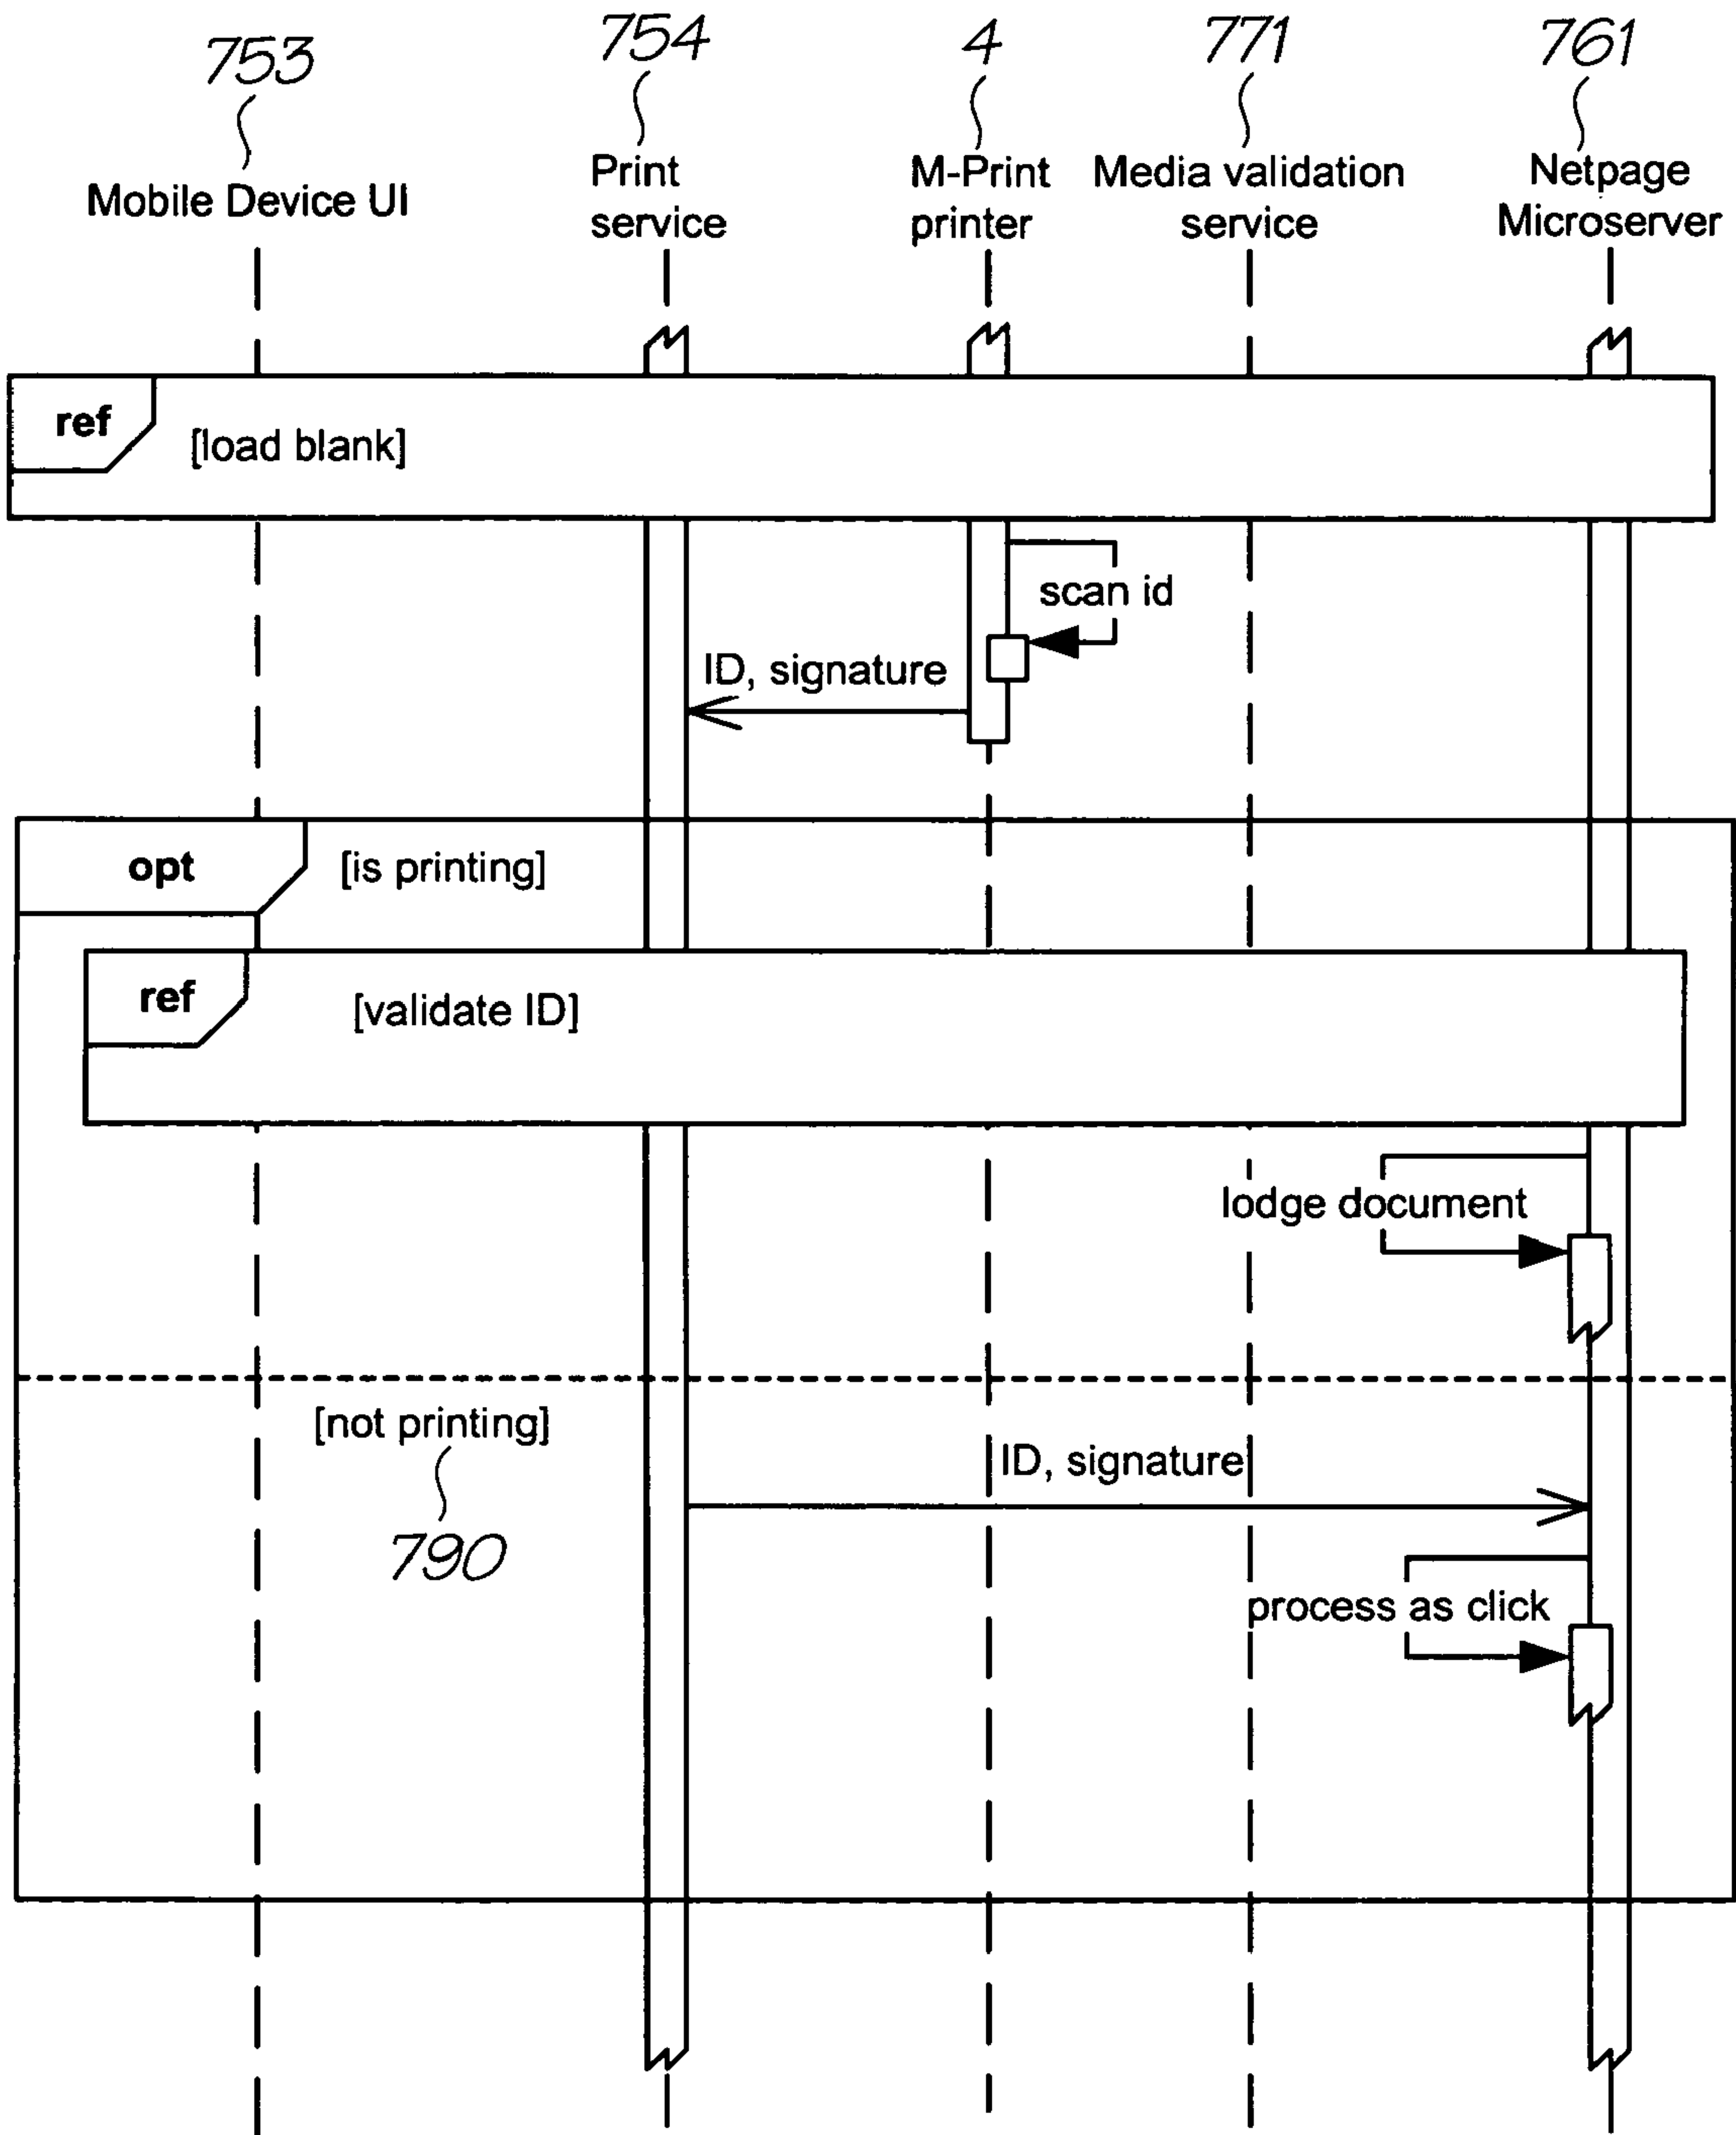 753
754
4
771
761
Mobile Device UI
Print
service
M-Print
printer
Media validation
service
Netpage
Microserver
ref
[load blank]
scan id
ID, signature
opt
[is printing]
ref
[validate ID]
lodge document
[not printing]
ID, signature
790
process as click